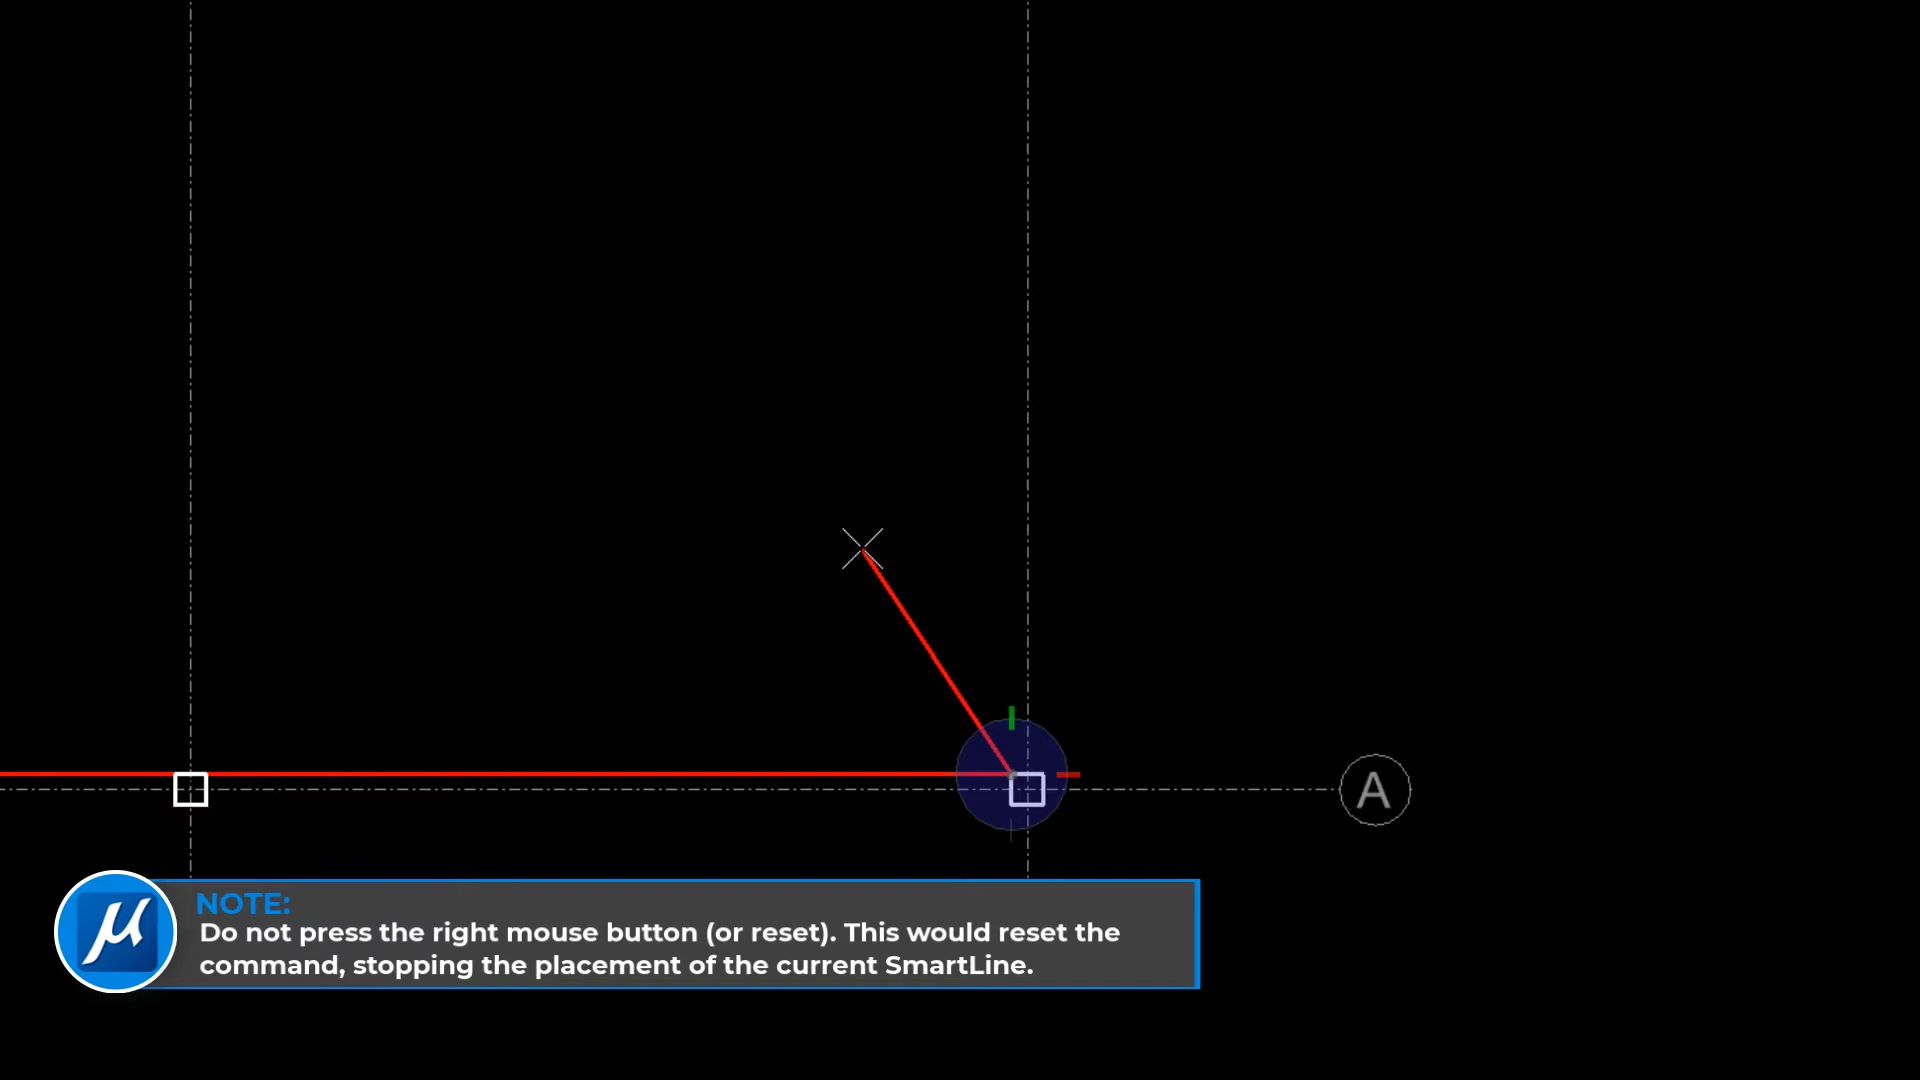 A
NOTE:
Do not press the right mouse button (or reset). This would reset the
command, stopping the placement of the current SmartLine.
μ